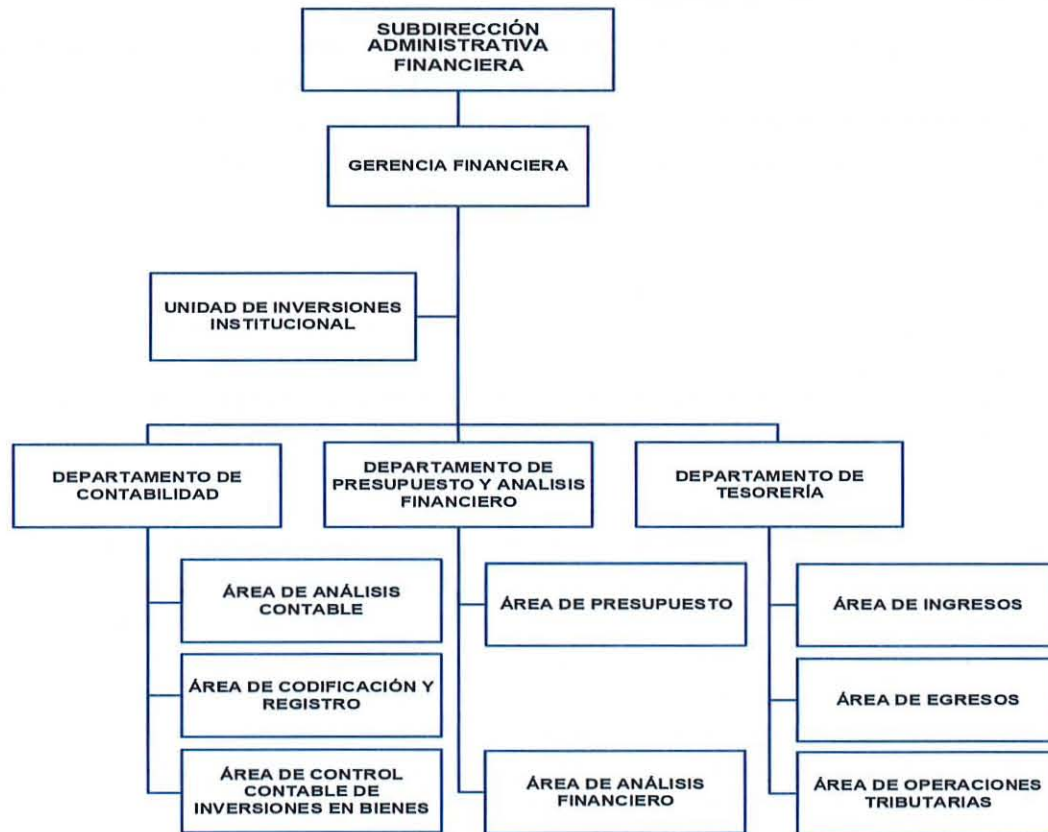 SUBDIRECCIÓN
ADMINISTRATIVA
FINANCIERA
GERENCIA FINANCIERA
UNIDAD DE INVERSIONES
INSTITUCIONAL
DEPARTAMENTO DE
CONTABILIDAD
DEPARTAMENTO DE
PRESUPUESTO Y ANALISIS
FINANCIERO
DEPARTAMENTO DE
TESORERÍA
ÁREA DE ANÁLISIS
CONTABLE
ÁREA DE PRESUPUESTO
ÁREA DE INGRESOS
ÁREA DE CODIFICACIÓN Y
REGISTRO
ÁREA DE EGRESOS
ÁREA DE CONTROL
CONTABLE DE
INVERSIONES EN BIENES
ÁREA DE ANÁLISIS
FINANCIERO
ÁREA DE OPERACIONES
TRIBUTARIAS